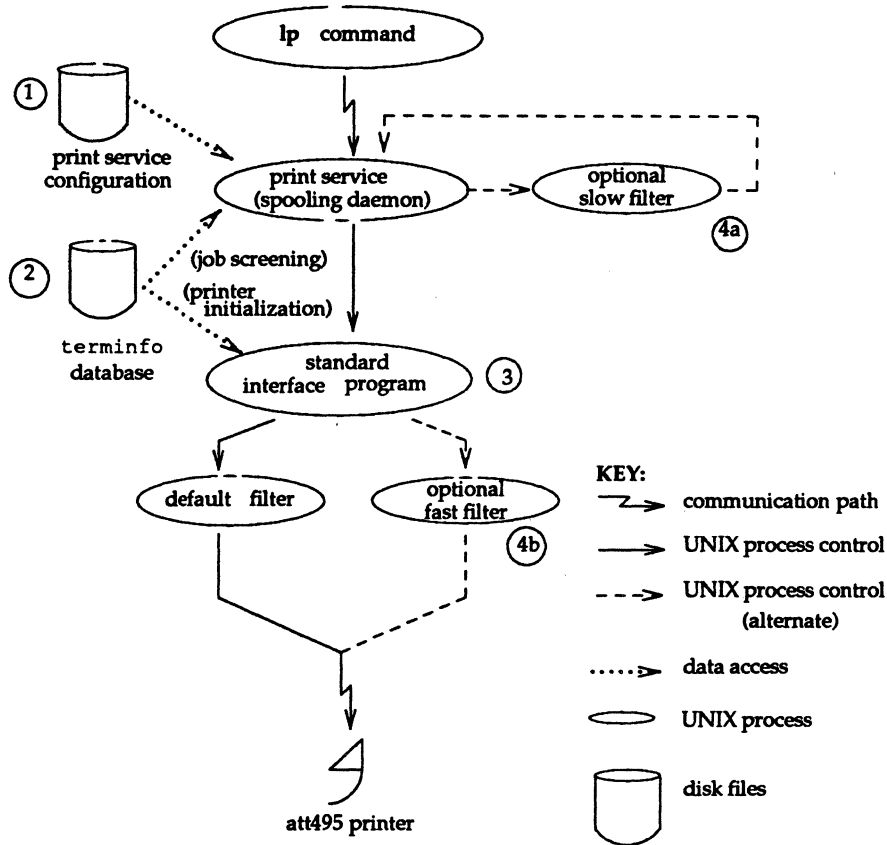 lp command
1
print service
configuration
print service
(spooling daemon)
optional
slow filter
4a
2
(job screening)
(printer
initialization)
terminfo
database
standard
interface program
3
default filter
optional
fast filter
4b
KEY:
communication path
UNIX process control
UNIX process control
(alternate)
data access
UNIX process
disk files
att495 printer